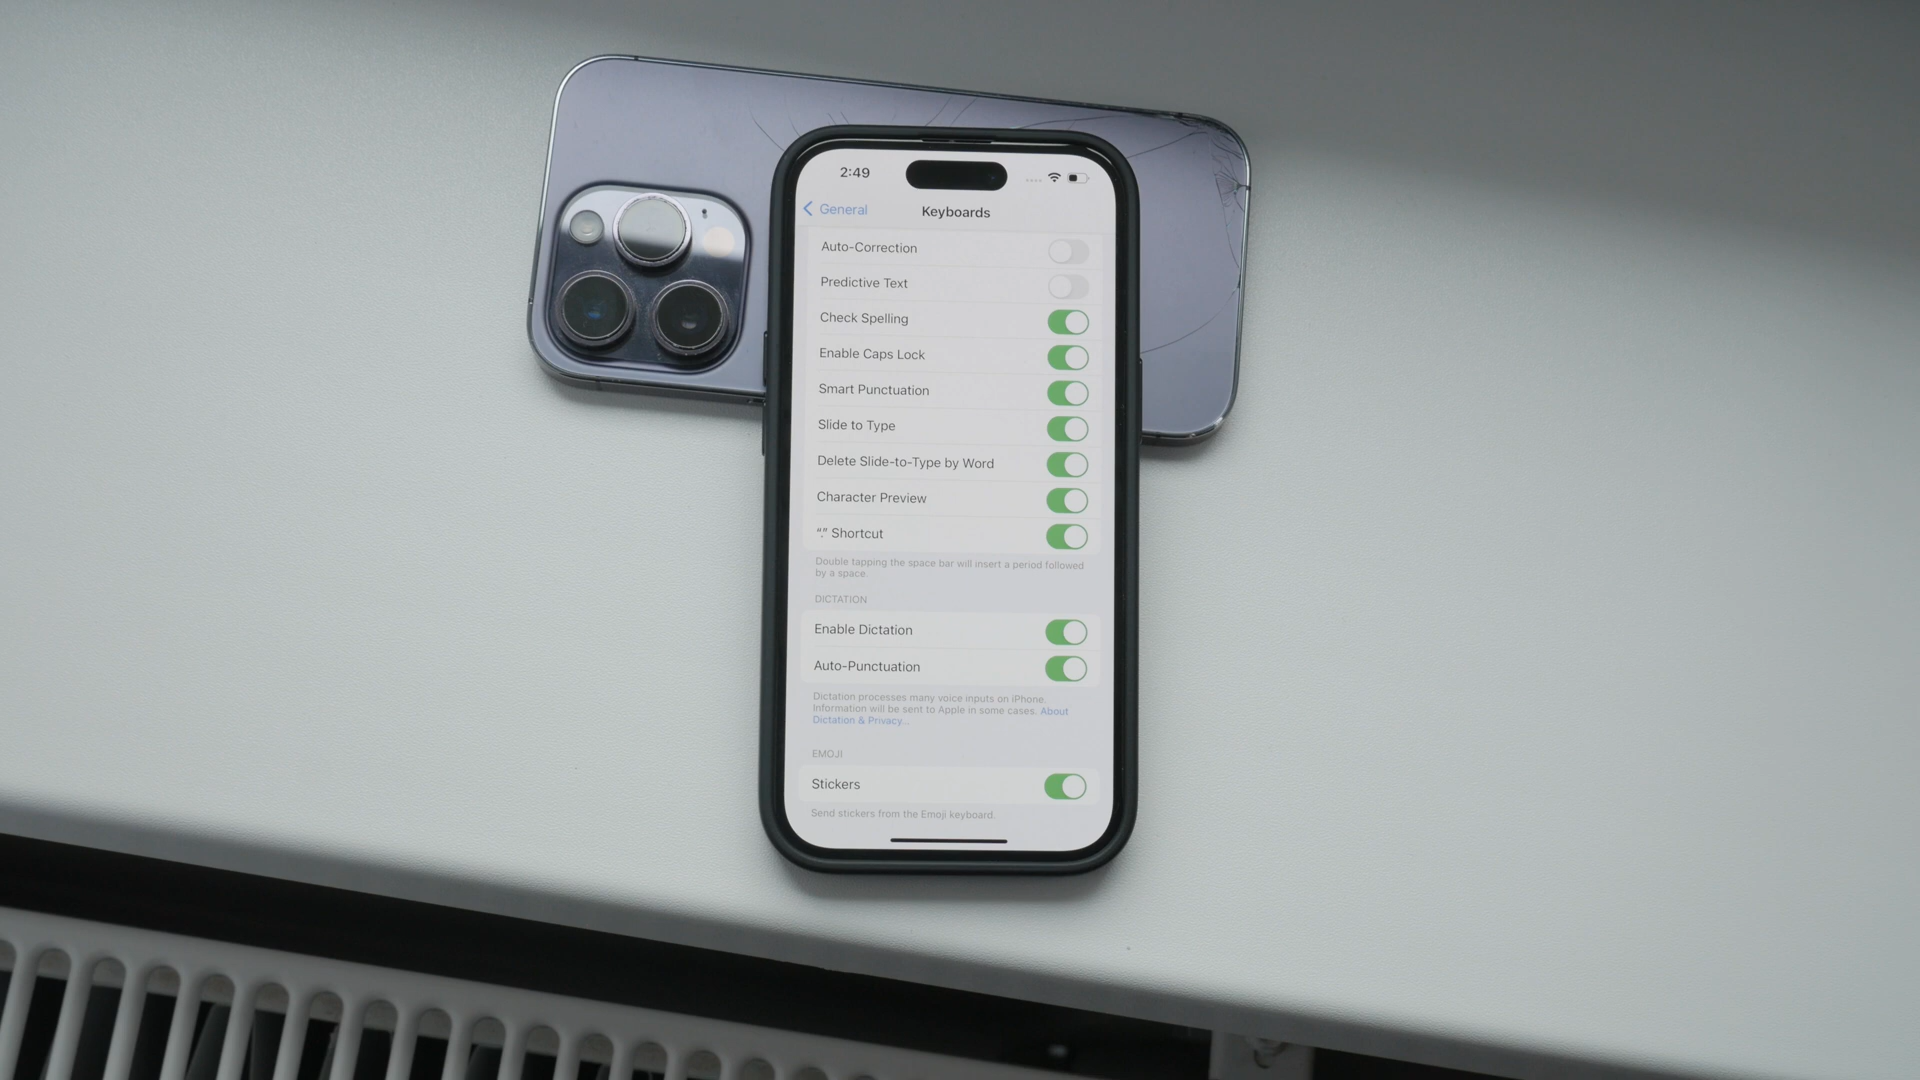 2:49
General
Keyboards
Auto-Correction
Predictive Text
Check Spelling
Enable Caps Lock
Smart Punctuation
Slide to Type
Delete Slide-to-Type by Word
Character Preview
“.” Shortcut
Double tapping the space bar will insert a period followed
by a space.
DICTATION
Enable Dictation
Auto-Punctuation
Dictation processes many voice inputs on iPhone.
Information will be sent to Apple in some cases. About
Dictation & Privacy...
EMOJI
Stickers
Send stickers from the Emoji keyboard.